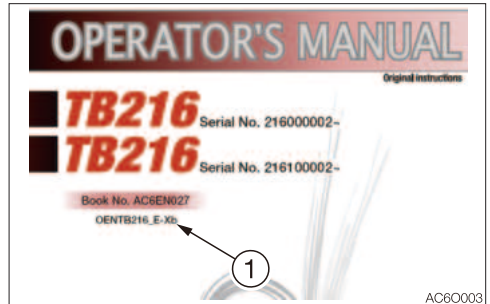 OPERATOR'S MANUAL
Original instructions
TB216 Serial No. 216000002~
TB216 Serial No. 216100002~
Book No. AC6EN027
OENTB216_E-Xb
1
AC6O003